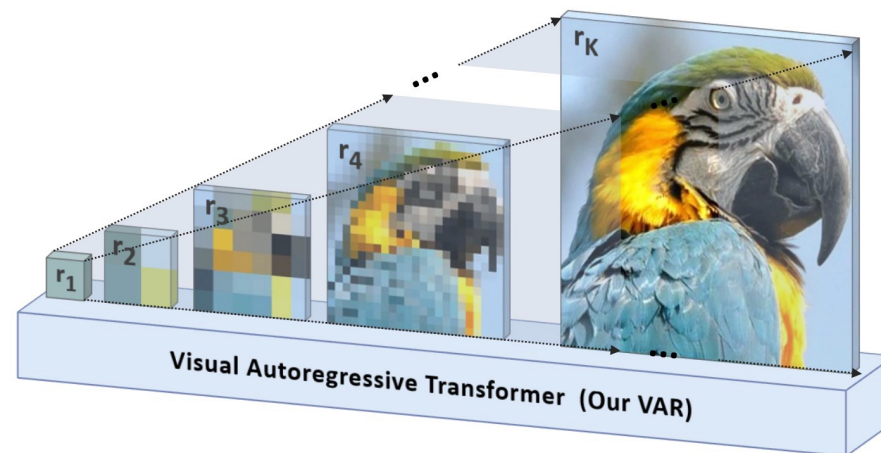 r1
r2
r3
r4
...
rK
...
...
Visual Autoregressive Transformer (Our VAR)